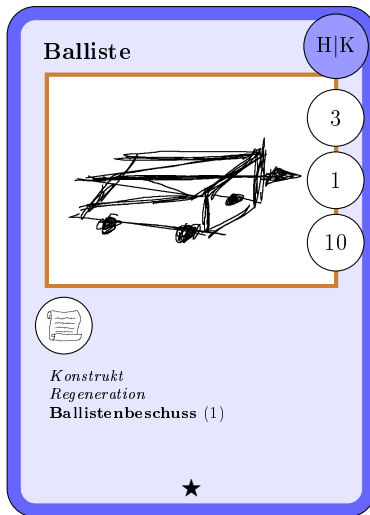 Balliste
H|K
3
1
10
Konstrukt
Regeneration
Ballistenbeschuss (1)